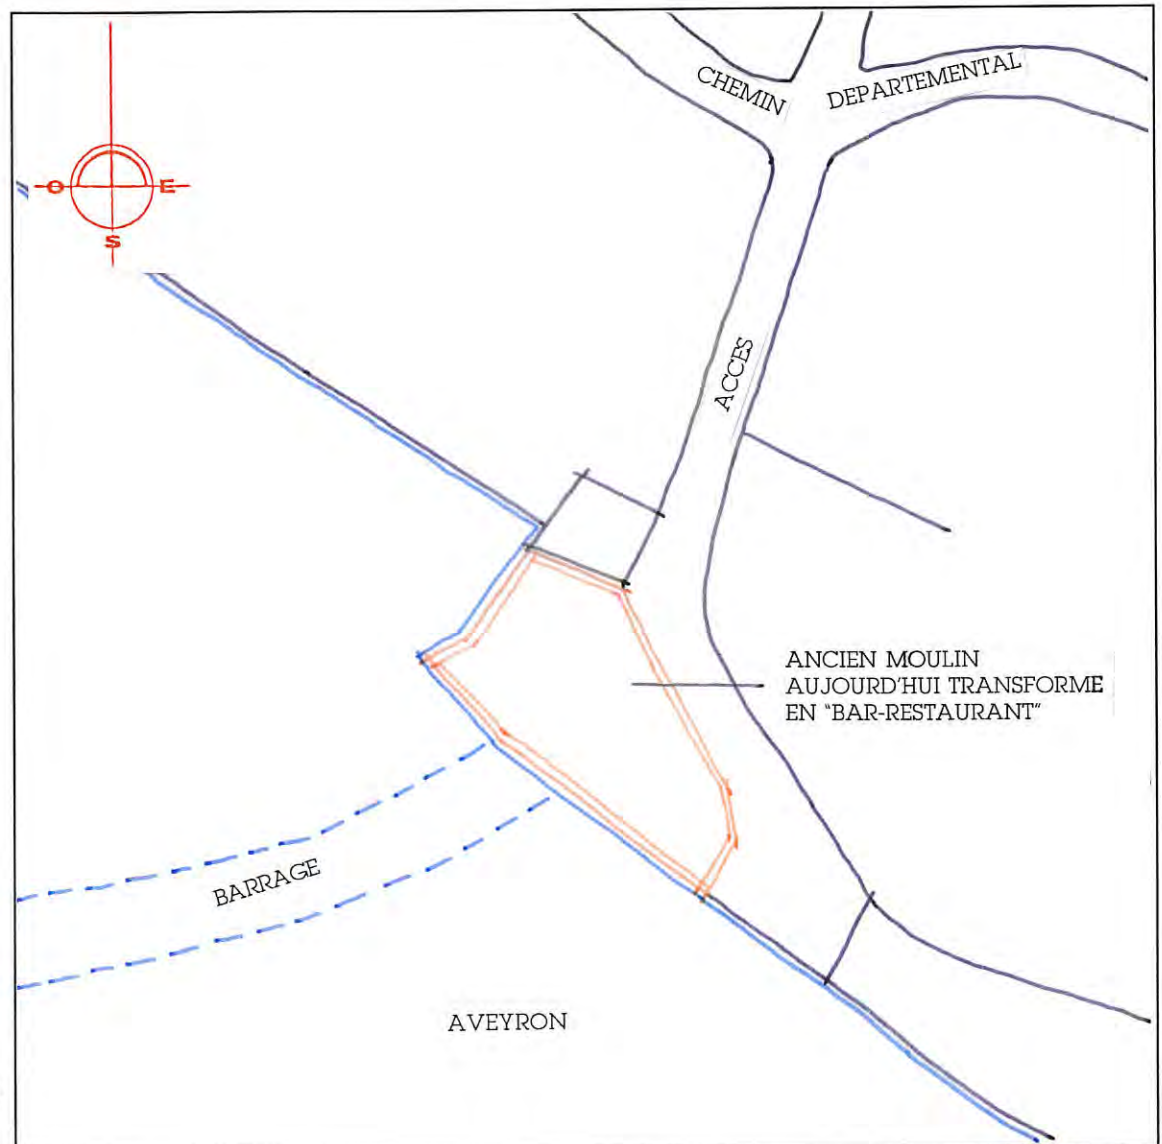 CHEMIN
DEPARTEMENTAL
O E
S
ACCES
ANCIEN MOULIN
AUJOURD'HUI TRANSFORME
EN "BAR-RESTAURANT"
BARRAGE
AVEYRON